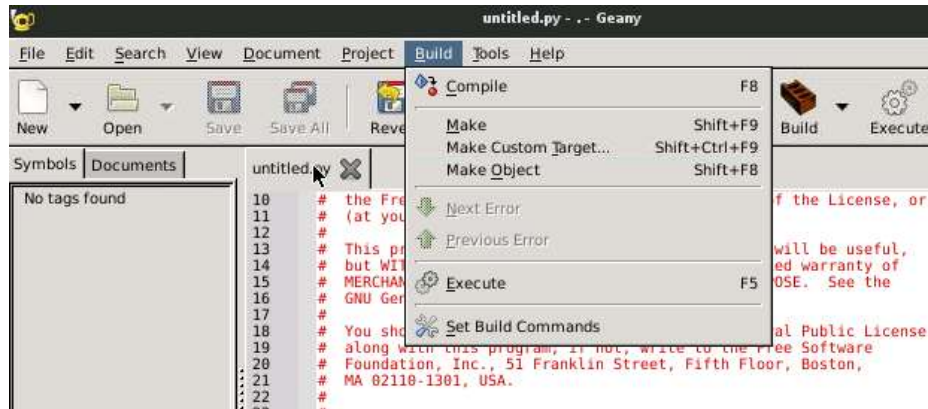 untitled.py - . - Geany
File Edit Search View Document Project Build Tools Help
New Open Save Save All Reve Build Execute
Compile F8
Make Shift+F9
Make Custom Target... Shift+Ctrl+F9
Make Object Shift+F8
Next Error
Previous Error
Execute F5
Set Build Commands
Symbols Documents
No tags found
untitled.py
10 # the Fre f the License, or
11 # (at you
12 #
13 # This pr will be useful,
14 # but WIT ed warranty of
15 # MERCHAN OSE. See the
16 # GNU Gen
17 #
18 # You sho al Public License
19 # along with this program; if not, write to the Free Software
20 # Foundation, Inc., 51 Franklin Street, Fifth Floor, Boston,
21 # MA 02110-1301, USA.
22 #